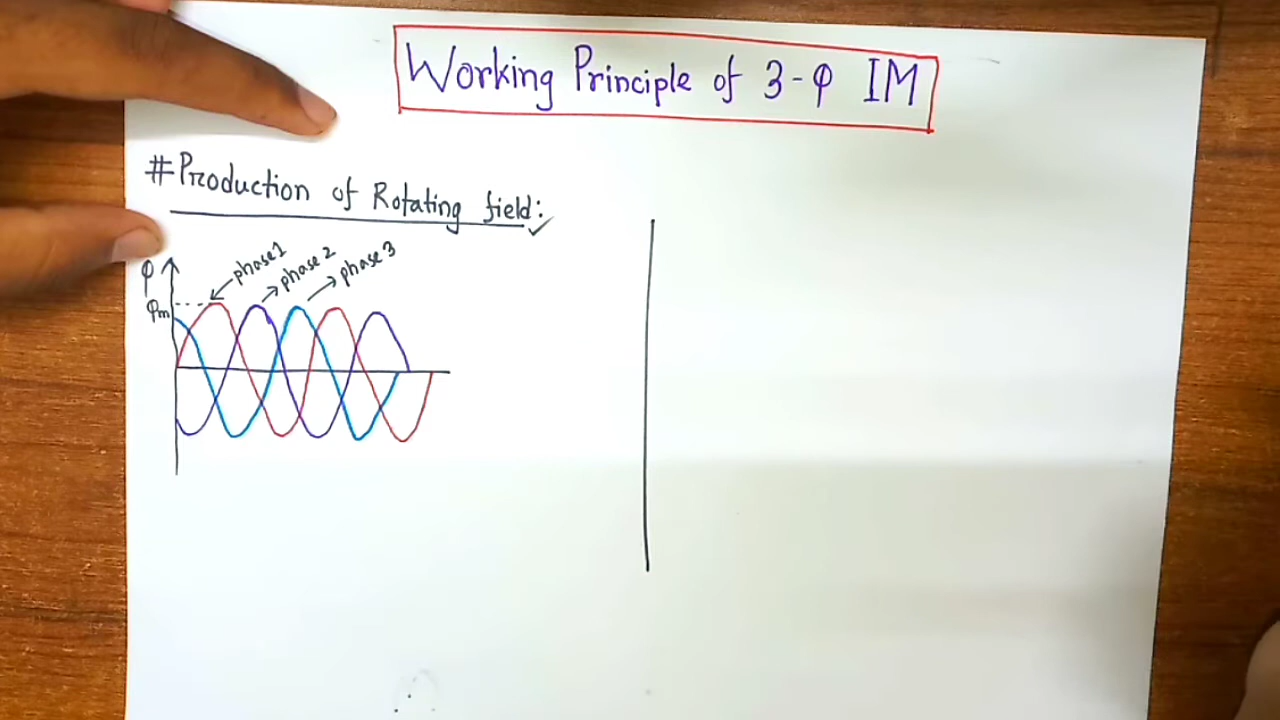 Working Principle of 3-φ IM
#Production of Rotating field:
phase1
phase 2
phase 3
φ
φm